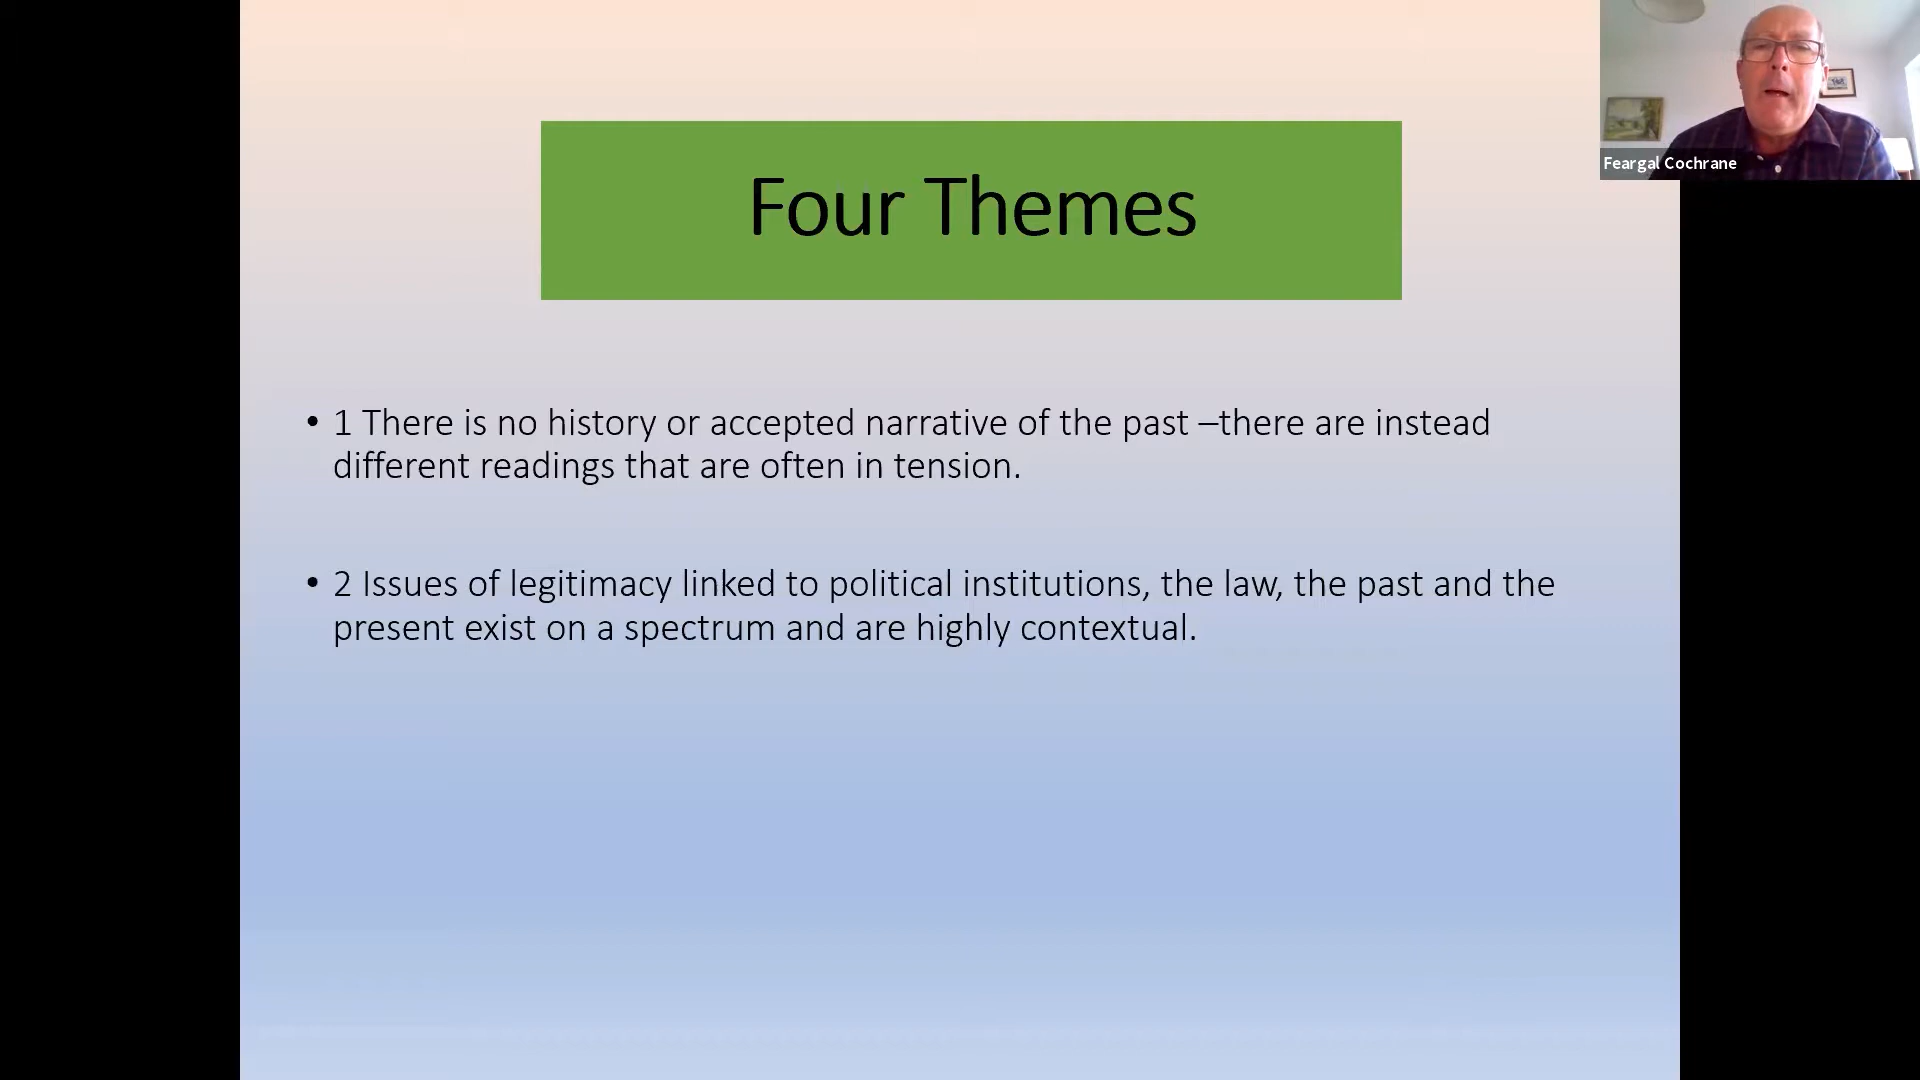 Four Themes
Feargal Cochrane
• 1 There is no history or accepted narrative of the past –there are instead
different readings that are often in tension.
• 2 Issues of legitimacy linked to political institutions, the law, the past and the
present exist on a spectrum and are highly contextual.